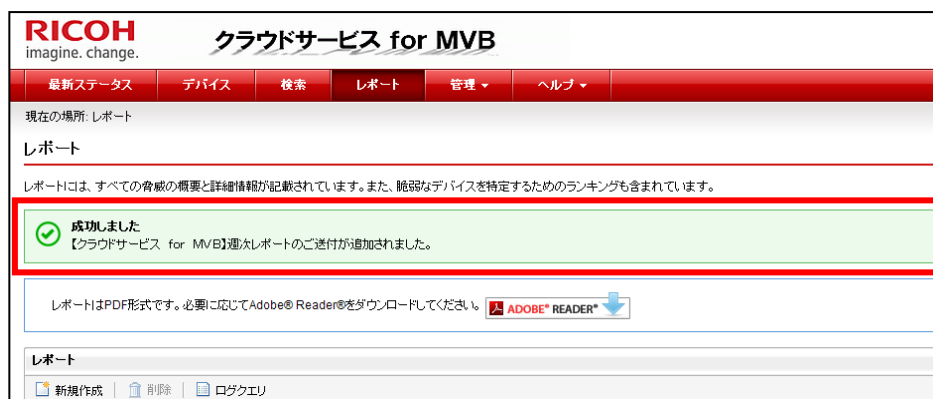 RICOH
imagine. change.
クラウドサービス for MVB
最新ステータス デバイス 検索 レポート 管理 ヘルプ
現在の場所: レポート
レポート
レポートには、すべての脅威の概要と詳細情報が記載されています。また、脆弱なデバイスを特定するためのランキングも含まれています。
成功しました
【クラウドサービス for MVB】週次レポートのご送付が追加されました。
レポートはPDF形式です。必要に応じてAdobe® Reader®をダウンロードしてください。 ADOBE® READER®
レポート
新規作成 | 削除 | ログクエリ